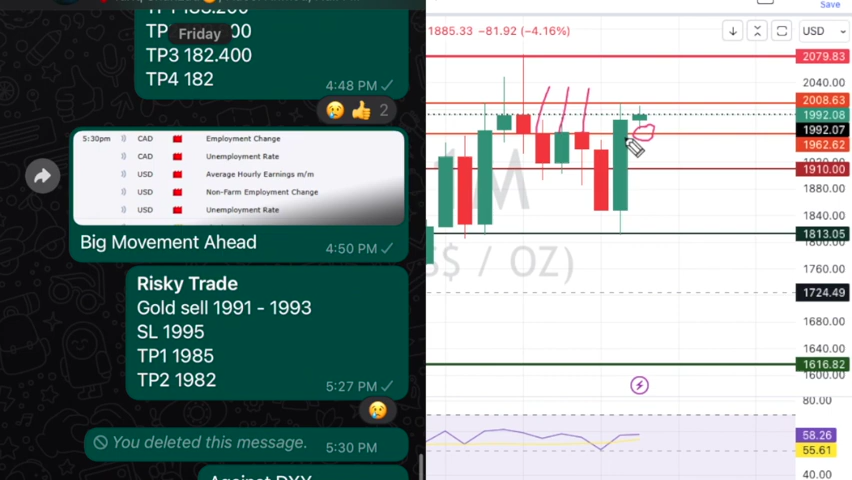 Friday
TP3 182.400
TP4 182
4:48 PM
2
5:30pm CAD Employment Change
CAD Unemployment Rate
USD Average Hourly Earnings m/m
USD Non-Farm Employment Change
USD Unemployment Rate
Big Movement Ahead
4:50 PM
Risky Trade
Gold sell 1991 - 1993
SL 1995
TP1 1985
TP2 1982
5:27 PM
You deleted this message.
5:30 PM
Against DXY
Save
1885.33 −81.92 (−4.16%)
USD
2079.83
2040.00
2008.63
1992.08
1992.07
1962.62
1910.00
1880.00
1840.00
1813.05
1760.00
1724.49
1680.00
1640.00
1616.82
1600.00
80.00
58.26
55.61
40.00
S$ / OZ)